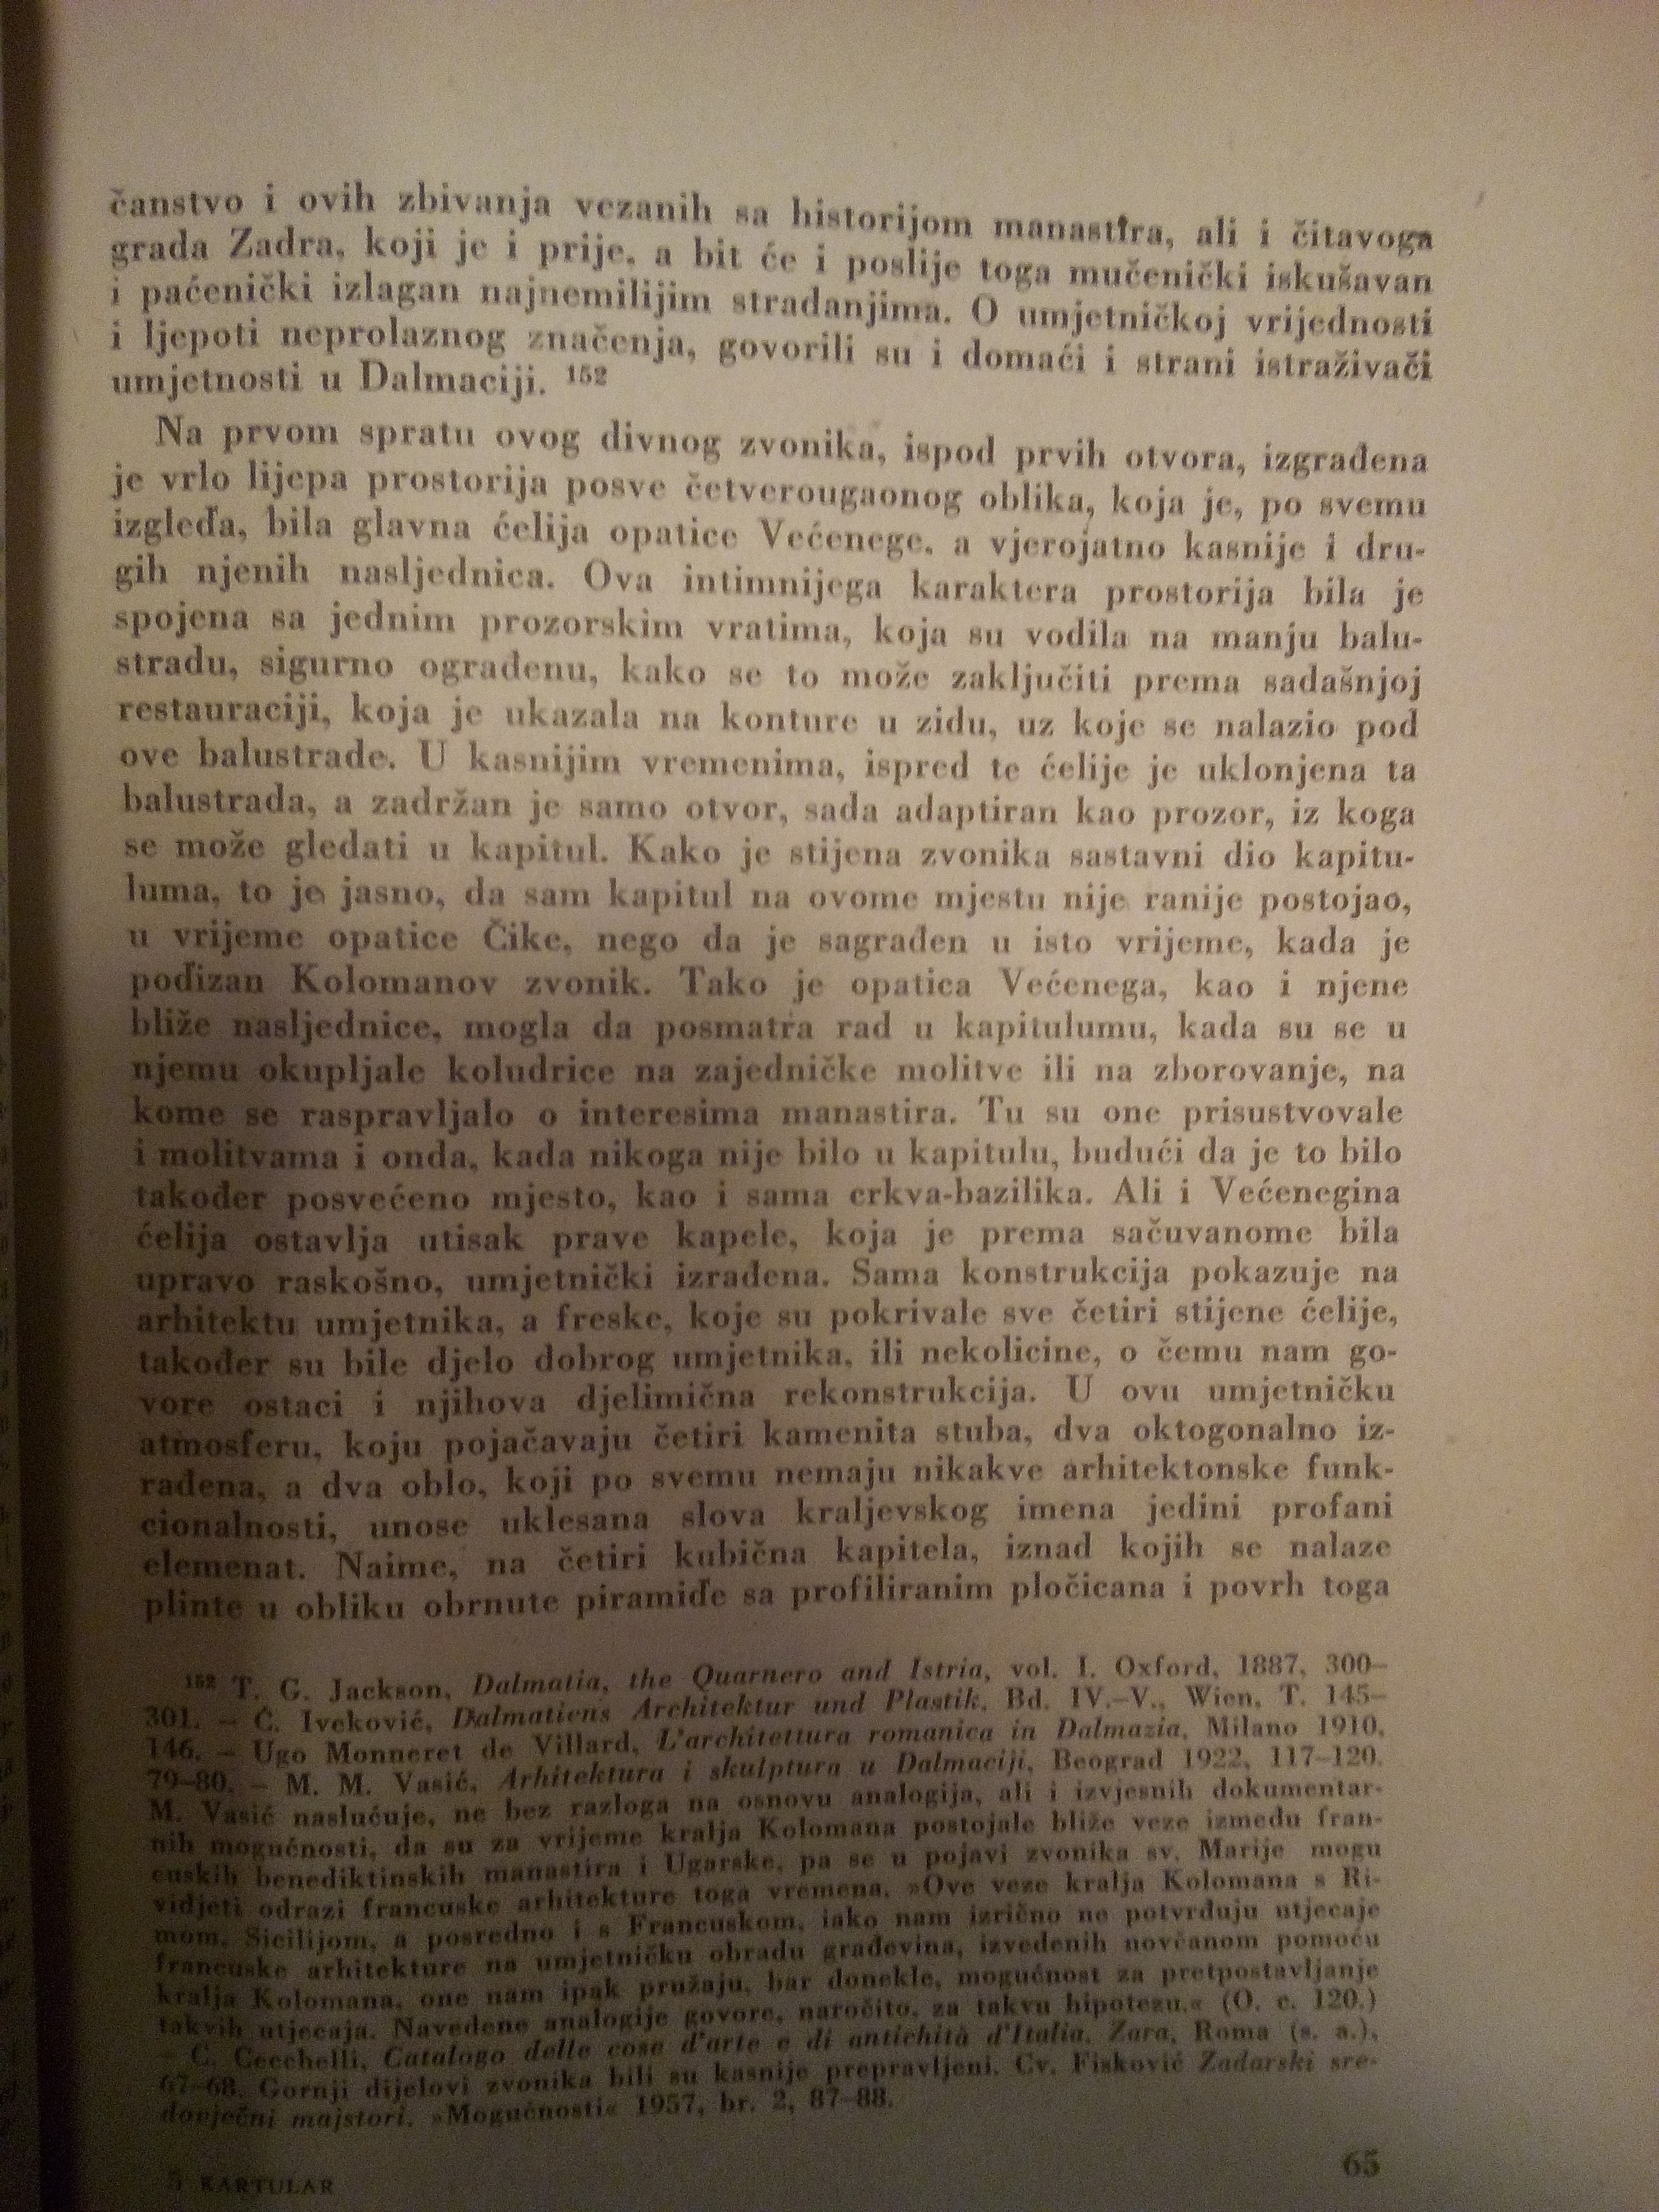 čanstvo i ovih zbivanja vezanih sa historijom manastira, ali i čitavoga
grada Zadra, koji je i prije, a bit će i poslije toga mučenički iskušavan
i paćenički izlagan najnemilijim stradanjima. O umjetničkoj vrijednosti
i ljepoti neprolaznog značenja, govorili su i domaći i strani istraživači
umjetnosti u Dalmaciji. 152
Na prvom spratu ovog divnog zvonika, ispod prvih otvora, izgrađena
je vrlo lijepa prostorija posve četverougaonog oblika, koja je, po svemu
izgleđa, bila glavna ćelija opatice Većenege, a vjerojatno kasnije i dru-
gih njenih nasljednica. Ova intimnijega karaktera prostorija bila je
spojena sa jednim prozorskim vratima, koja su vodila na manju balu-
stradu, sigurno ograđenu, kako se to može zaključiti prema sadašnjoj
restauraciji, koja je ukazala na konture u zidu, uz koje se nalazio pod
ove balustrade. U kasnijim vremenima, ispred te ćelije je uklonjena ta
balustrada, a zadržan je samo otvor, sada adaptiran kao prozor, iz koga
se može gledati u kapitul. Kako je stijena zvonika sastavni dio kapitu-
luma, to je jasno, da sam kapitul na ovome mjestu nije ranije postojao,
u vrijeme opatice Čike, nego da je sagrađen u isto vrijeme, kada je
pođizan Kolomanov zvonik. Tako je opatica Većenega, kao i njene
bliže nasljednice, mogla da posmatra rad u kapitulumu, kada su se u
njemu okupljale koludrice na zajedničke molitve ili na zborovanje, na
kome se raspravljalo o interesima manastira. Tu su one prisustvovale
i molitvama i onda, kada nikoga nije bilo u kapitulu, budući da je to bilo
također posvećeno mjesto, kao i sama crkva-bazilika. Ali i Većenegina
ćelija ostavlja utisak prave kapele, koja je prema sačuvanome bila
upravo raskošno, umjetnički izrađena. Sama konstrukcija pokazuje na
arhitektu umjetnika, a freske, koje su pokrivale sve četiri stijene ćelije,
također su bile djelo dobrog umjetnika, ili nekolicine, o čemu nam go-
vore ostaci i njihova djelimična rekonstrukcija. U ovu umjetničku
atmosferu, koju pojačavaju četiri kamenita stuba, dva oktogonalno iz-
rađena, a dva oblo, koji po svemu nemaju nikakve arhitektonske funk-
cionalnosti, unose uklesana slova kraljevskog imena jedini profani
elemenat. Naime, na četiri kubična kapitela, iznad kojih se nalaze
plinte u obliku obrnute piramiđe sa profiliranim pločicana i povrh toga
152 T. G. Jackson, Dalmatia, the Quarnero and Istria, vol. I. Oxford, 1887, 300–
301. – Ć. Iveković, Dalmatiens Architektur und Plastik, Bd. IV.–V., Wien, T. 145–
146. – Ugo Monneret de Villard, L'architettura romanica in Dalmazia, Milano 1910,
79–80. – M. M. Vasić, Arhitektura i skulptura u Dalmaciji, Beograd 1922, 117–120.
M. Vasić naslućuje, ne bez razloga na osnovu analogija, ali i izvjesnih dokumentar-
nih mogućnosti, da su za vrijeme kralja Kolomana postojale bliže veze između fran-
cuskih benediktinskih manastira i Ugarske, pa se u pojavi zvonika sv. Marije mogu
vidjeti odrazi francuske arhitekture toga vremena. »Ove veze kralja Kolomana s Ri-
mom, Sicilijom, a posredno i s Francuskom, iako nam izrično ne potvrđuju utjecaje
francuske arhitekture na umjetničku obradu građevina, izvedenih novčanom pomoću
kralja Kolomana, one nam ipak pružaju, bar donekle, mogućnost za pretpostavljanje
takvih utjecaja. Navedene analogije govore, naročito, za takvu hipotezu.« (O. c. 120.)
– C. Cecchelli, Catalogo delle cose d'arte e di antichità d'Italia, Zara, Roma (s. a.),
67–68. Gornji dijelovi zvonika bili su kasnije prepravljeni. Cv. Fisković Zadarski sre-
dovječni majstori. »Mogućnosti« 1957, br. 2, 87–88.
5 KARTULAR
65